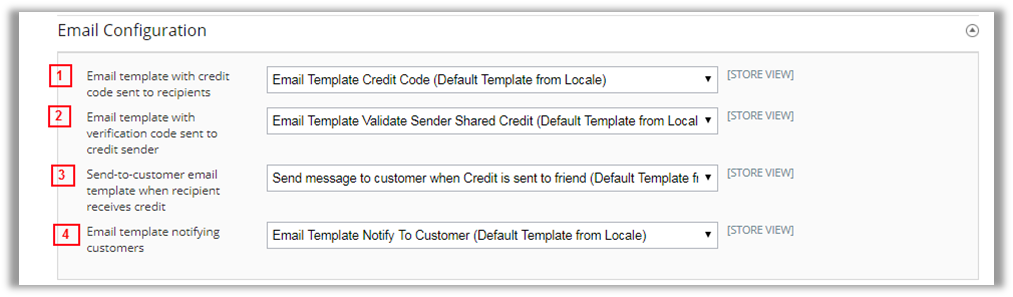 Email Configuration
1
Email template with credit
code sent to recipients
Email Template Credit Code (Default Template from Locale)
[STORE VIEW]
2
Email template with
verification code sent to
credit sender
Email Template Validate Sender Shared Credit (Default Template from Local
[STORE VIEW]
3
Send-to-customer email
template when recipient
receives credit
Send message to customer when Credit is sent to friend (Default Template fr
[STORE VIEW]
4
Email template notifying
customers
Email Template Notify To Customer (Default Template from Locale)
[STORE VIEW]